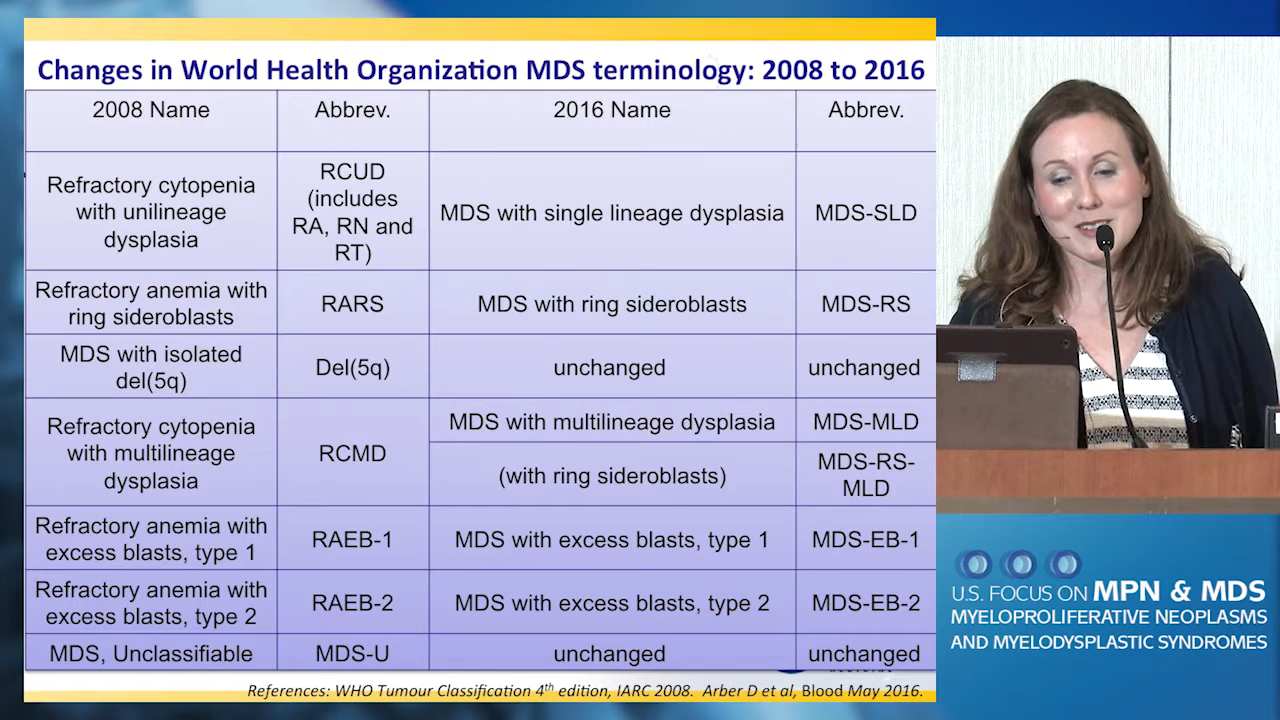 Changes in World Health Organization MDS terminology: 2008 to 2016
2008 Name
Abbrev.
2016 Name
Abbrev.
Refractory cytopenia
with unilineage
dysplasia
RCUD
(includes
RA, RN and
RT)
MDS with single lineage dysplasia
MDS-SLD
Refractory anemia with
ring sideroblasts
RARS
MDS with ring sideroblasts
MDS-RS
MDS with isolated
del(5q)
Del(5q)
unchanged
unchanged
Refractory cytopenia
with multilineage
dysplasia
RCMD
MDS with multilineage dysplasia
MDS-MLD
(with ring sideroblasts)
MDS-RS-
MLD
Refractory anemia with
excess blasts, type 1
RAEB-1
MDS with excess blasts, type 1
MDS-EB-1
Refractory anemia with
excess blasts, type 2
RAEB-2
MDS with excess blasts, type 2
MDS-EB-2
MDS, Unclassifiable
MDS-U
unchanged
unchanged
References: WHO Tumour Classification 4th edition, IARC 2008. Arber D et al, Blood May 2016.
U.S. FOCUS ON MPN & MDS
MYELOPROLIFERATIVE NEOPLASMS
AND MYELODYSPLASTIC SYNDROMES